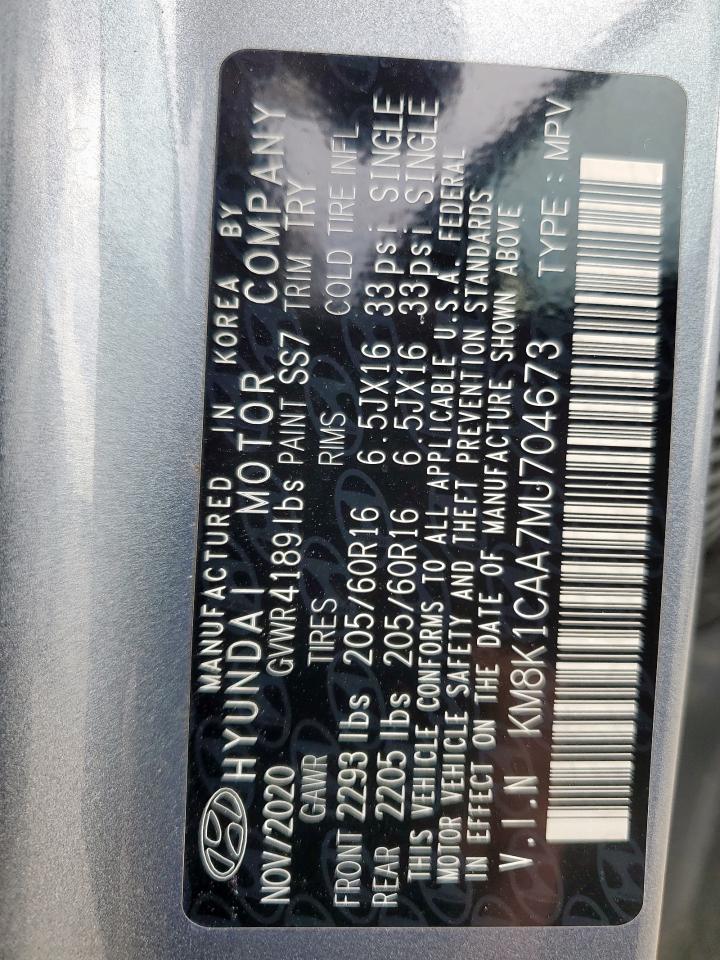 MANUFACTURED IN KOREA BY
HYUNDAI MOTOR COMPANY
NOV/2020 GVWR 4189 lbs PAINT SS7 TRIM TRY
GAWR TIRES RIMS COLD TIRE INFL
FRONT 2293 lbs 205/60R16 6.5JX16 33psi SINGLE
REAR 2205 lbs 205/60R16 6.5JX16 33psi SINGLE
THIS VEHICLE CONFORMS TO ALL APPLICABLE U.S.A. FEDERAL
MOTOR VEHICLE SAFETY AND THEFT PREVENTION STANDARDS
IN EFFECT ON THE DATE OF MANUFACTURE SHOWN ABOVE
V.I.N KM8K1CAA7MU704673 TYPE : MPV